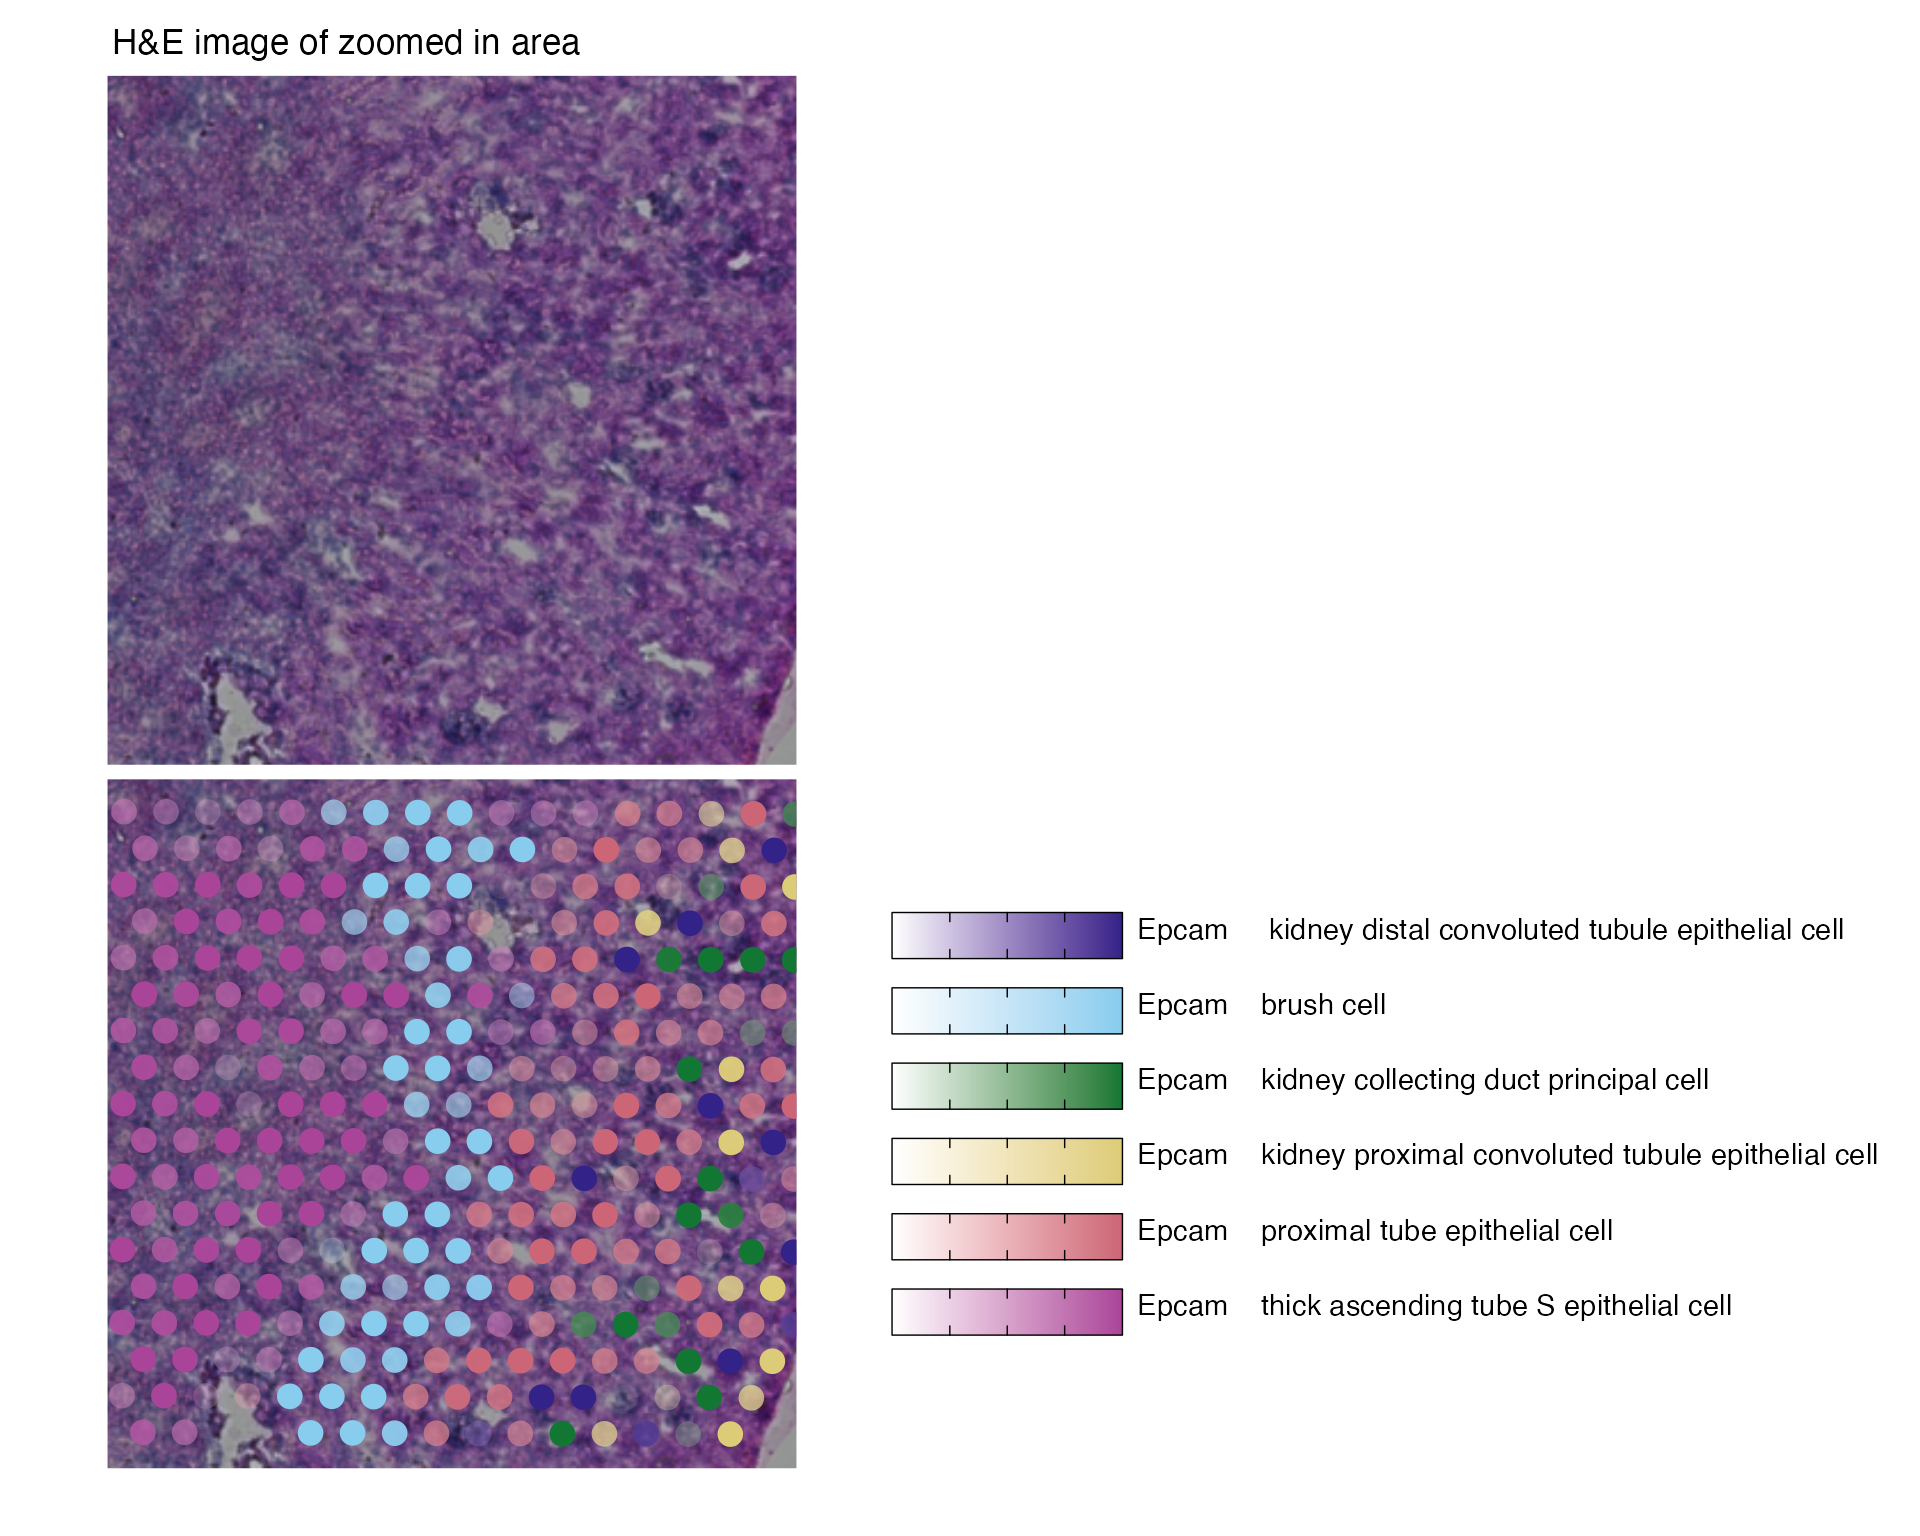 H&E image of zoomed in area
Epcam kidney distal convoluted tubule epithelial cell
Epcam brush cell
Epcam kidney collecting duct principal cell
Epcam kidney proximal convoluted tubule epithelial cell
Epcam proximal tube epithelial cell
Epcam thick ascending tube S epithelial cell